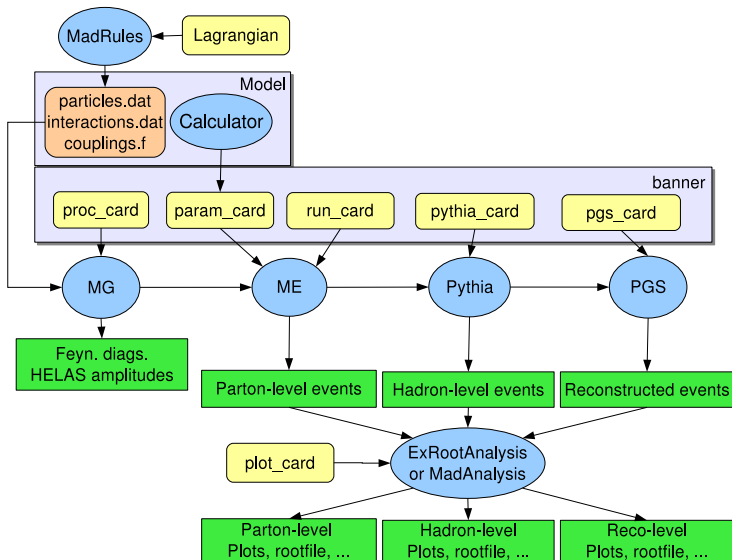 MadRules
Lagrangian
Model
particles.dat
interactions.dat
couplings.f
Calculator
banner
proc_card
param_card
run_card
pythia_card
pgs_card
MG
ME
Pythia
PGS
Feyn. diags.
HELAS amplitudes
Parton-level events
Hadron-level events
Reconstructed events
plot_card
ExRootAnalysis
or MadAnalysis
Parton-level
Plots, rootfile, ...
Hadron-level
Plots, rootfile, ...
Reco-level
Plots, rootfile, ...